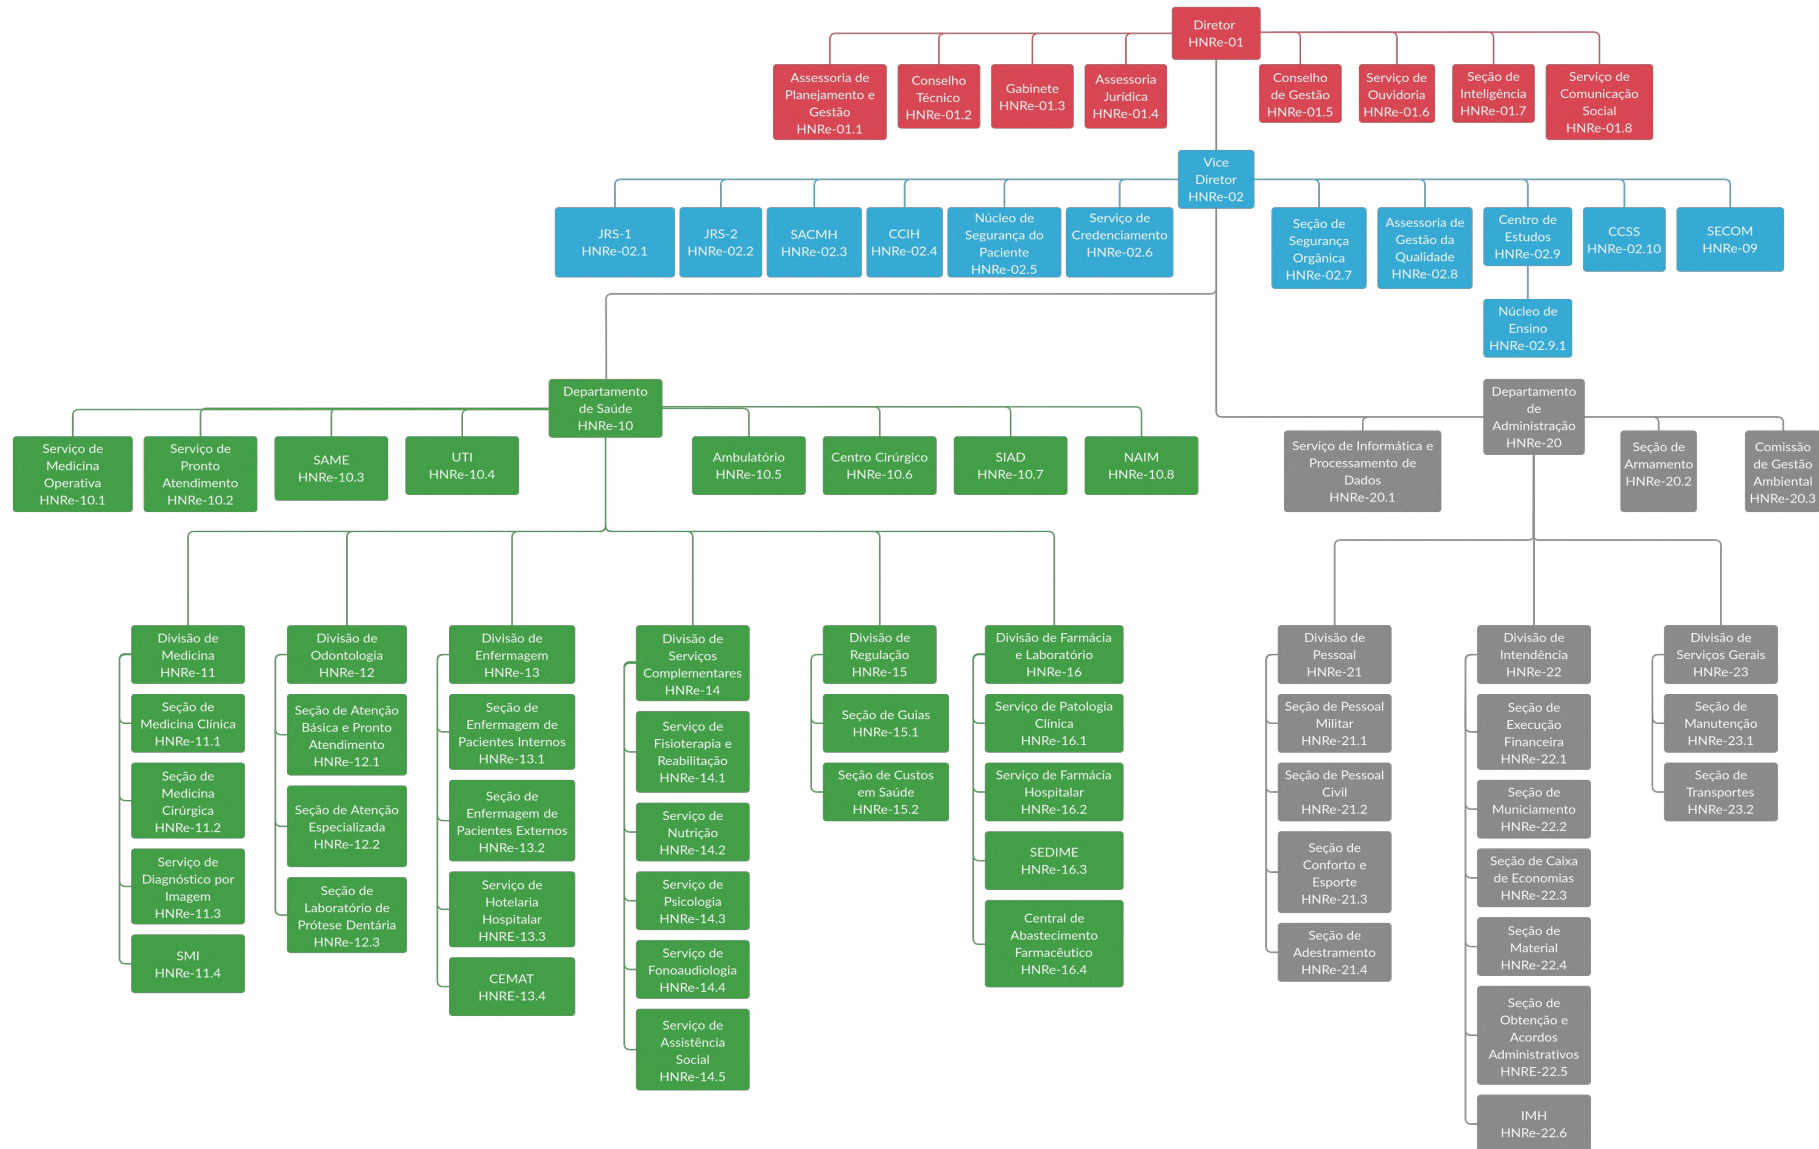 Diretor
HNRe-01
Assessoria de
Planejamento e
Gestão
HNRe-01.1
Conselho
Técnico
HNRe-01.2
Gabinete
HNRe-01.3
Assessoria
Jurídica
HNRe-01.4
Conselho
de Gestão
HNRe-01.5
Serviço de
Ouvidoria
HNRe-01.6
Seção de
Inteligência
HNRe-01.7
Serviço de
Comunicação
Social
HNRe-01.8
Vice
Diretor
HNRe-02
JRS-1
HNRe-02.1
JRS-2
HNRe-02.2
SACMH
HNRe-02.3
CCIH
HNRe-02.4
Núcleo de
Segurança do
Paciente
HNRe-02.5
Serviço de
Credenciamento
HNRe-02.6
Seção de
Segurança
Orgânica
HNRe-02.7
Assessoria de
Gestão da
Qualidade
HNRe-02.8
Centro de
Estudos
HNRe-02.9
CCSS
HNRe-02.10
SECOM
HNRe-09
Núcleo de
Ensino
HNRe-02.9.1
Departamento
de Saúde
HNRe-10
Serviço de
Medicina
Operativa
HNRe-10.1
Serviço de
Pronto
Atendimento
HNRe-10.2
SAME
HNRe-10.3
UTI
HNRe-10.4
Ambulatório
HNRe-10.5
Centro Cirúrgico
HNRe-10.6
SIAD
HNRe-10.7
NAIM
HNRe-10.8
Departamento
de
Administração
HNRe-20
Serviço de Informática e
Processamento de
Dados
HNRe-20.1
Seção de
Armamento
HNRe-20.2
Comissão
de Gestão
Ambiental
HNRe-20.3
Divisão de
Medicina
HNRe-11
Seção de
Medicina Clínica
HNRe-11.1
Seção de
Medicina
Cirúrgica
HNRe-11.2
Serviço de
Diagnóstico por
Imagem
HNRe-11.3
SMI
HNRe-11.4
Divisão de
Odontologia
HNRe-12
Seção de Atenção
Básica e Pronto
Atendimento
HNRe-12.1
Seção de Atenção
Especializada
HNRe-12.2
Seção de
Laboratório de
Prótese Dentária
HNRe-12.3
Divisão de
Enfermagem
HNRe-13
Seção de
Enfermagem de
Pacientes Internos
HNRe-13.1
Seção de
Enfermagem de
Pacientes Externos
HNRe-13.2
Serviço de
Hotelaria
Hospitalar
HNRE-13.3
CEMAT
HNRE-13.4
Divisão de
Serviços
Complementares
HNRe-14
Serviço de
Fisioterapia e
Reabilitação
HNRe-14.1
Serviço de
Nutrição
HNRe-14.2
Serviço de
Psicologia
HNRe-14.3
Serviço de
Fonoaudiologia
HNRe-14.4
Serviço de
Assistência
Social
HNRe-14.5
Divisão de
Regulação
HNRe-15
Seção de Guias
HNRe-15.1
Seção de Custos
em Saúde
HNRe-15.2
Divisão de Farmácia
e Laboratório
HNRe-16
Serviço de Patologia
Clínica
HNRe-16.1
Serviço de Farmácia
Hospitalar
HNRe-16.2
SEDIME
HNRe-16.3
Central de
Abastecimento
Farmacêutico
HNRe-16.4
Divisão de
Pessoal
HNRe-21
Seção de Pessoal
Militar
HNRe-21.1
Seção de Pessoal
Civil
HNRe-21.2
Seção de
Conforto e
Esporte
HNRe-21.3
Seção de
Adestramento
HNRe-21.4
Divisão de
Intendência
HNRe-22
Seção de
Execução
Financeira
HNRe-22.1
Seção de
Municiamento
HNRe-22.2
Seção de Caixa
de Economias
HNRe-22.3
Seção de
Material
HNRe-22.4
Seção de
Obtenção e
Acordos
Administrativos
HNRE-22.5
IMH
HNRe-22.6
Divisão de
Serviços Gerais
HNRe-23
Seção de
Manutenção
HNRe-23.1
Seção de
Transportes
HNRe-23.2